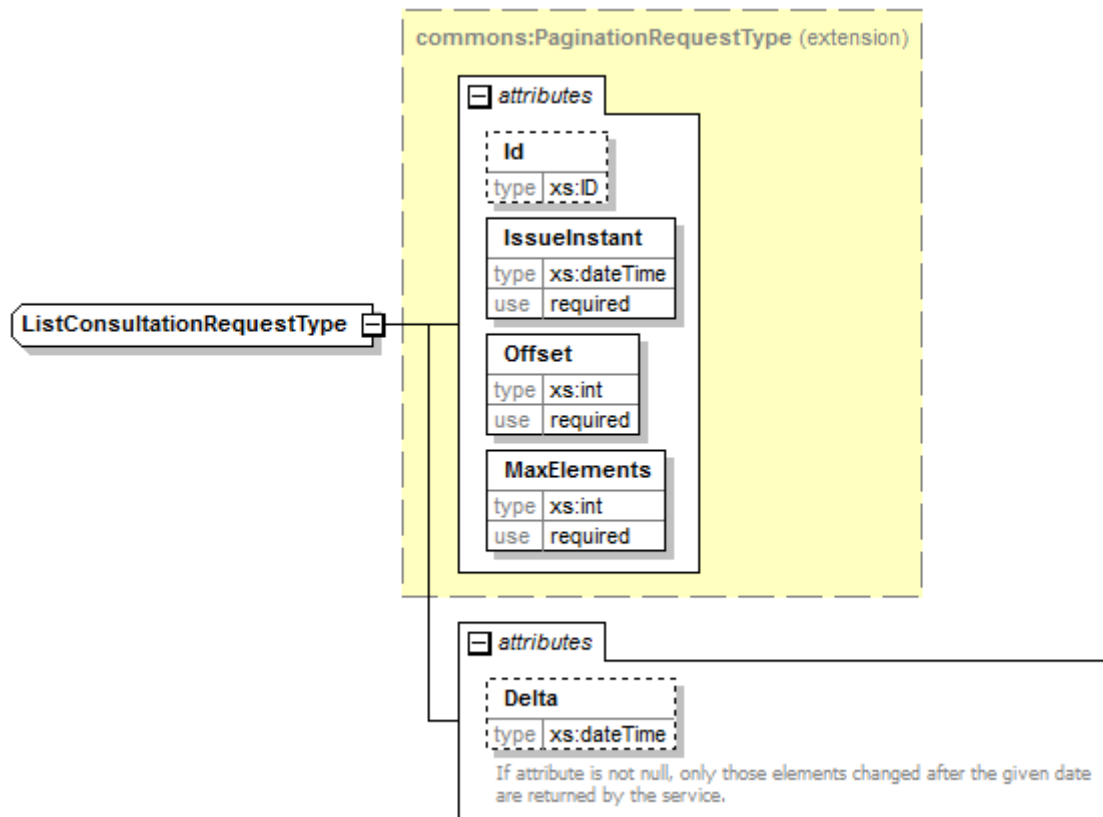 commons:PaginationRequestType (extension)
attributes
Id
type xs:ID
IssueInstant
type xs:dateTime
use required
ListConsultationRequestType
Offset
type xs:int
use required
MaxElements
type xs:int
use required
attributes
Delta
type xs:dateTime
If attribute is not null, only those elements changed after the given date
are returned by the service.